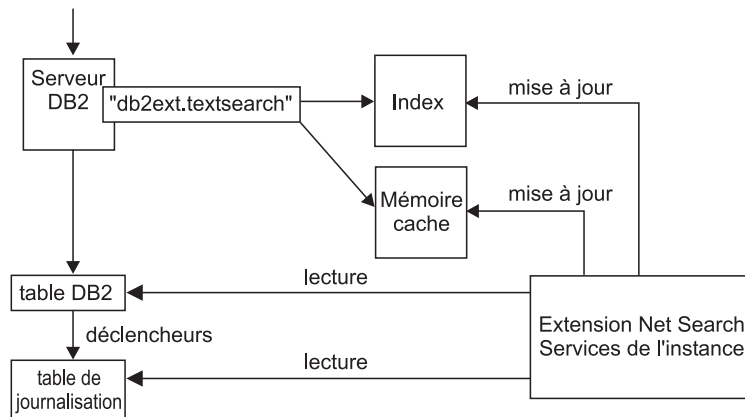 Serveur
DB2
"db2ext.textsearch"
Index
mise à jour
Mémoire
cache
mise à jour
table DB2
lecture
déclencheurs
Extension Net Search
Services de l'instance
table de
journalisation
lecture